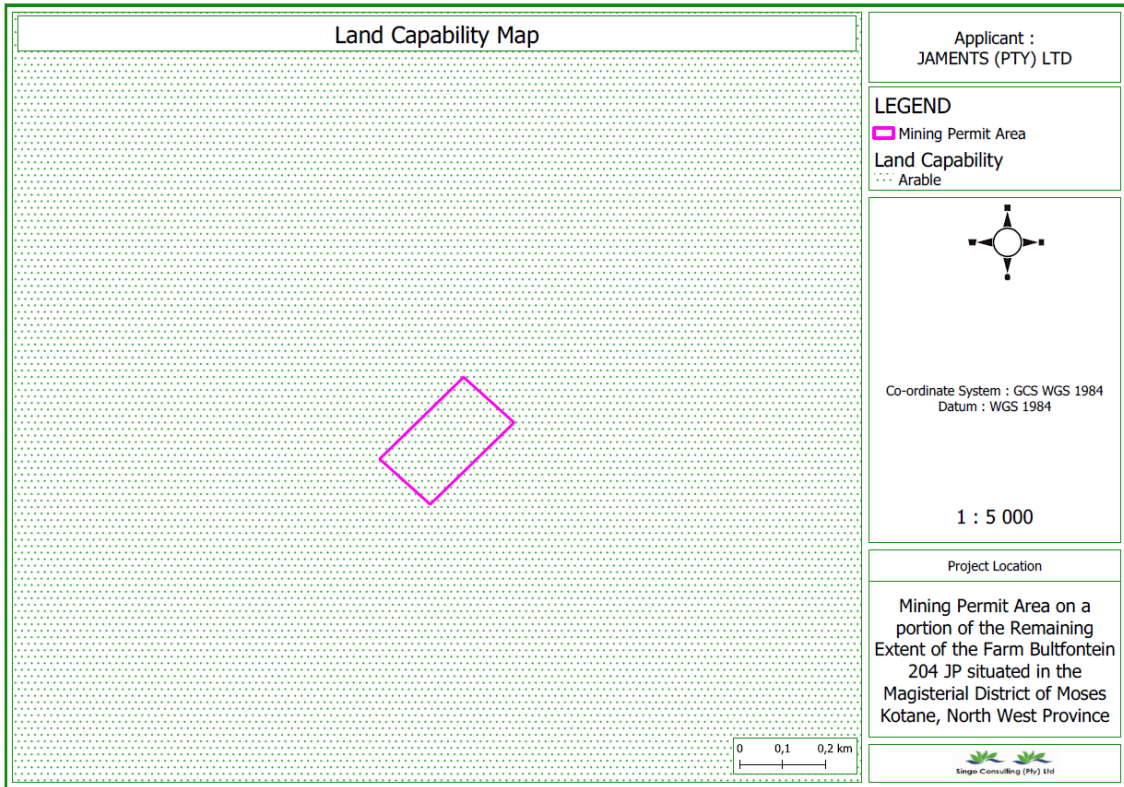 Land Capability Map
Applicant :
JAMENTS (PTY) LTD
LEGEND
Mining Permit Area
Land Capability
Arable
Co-ordinate System : GCS WGS 1984
Datum : WGS 1984
1 : 5 000
Project Location
Mining Permit Area on a
portion of the Remaining
Extent of the Farm Bultfontein
204 JP situated in the
Magisterial District of Moses
Kotane, North West Province
0 0,1 0,2 km
Singo Consulting (Pty) Ltd